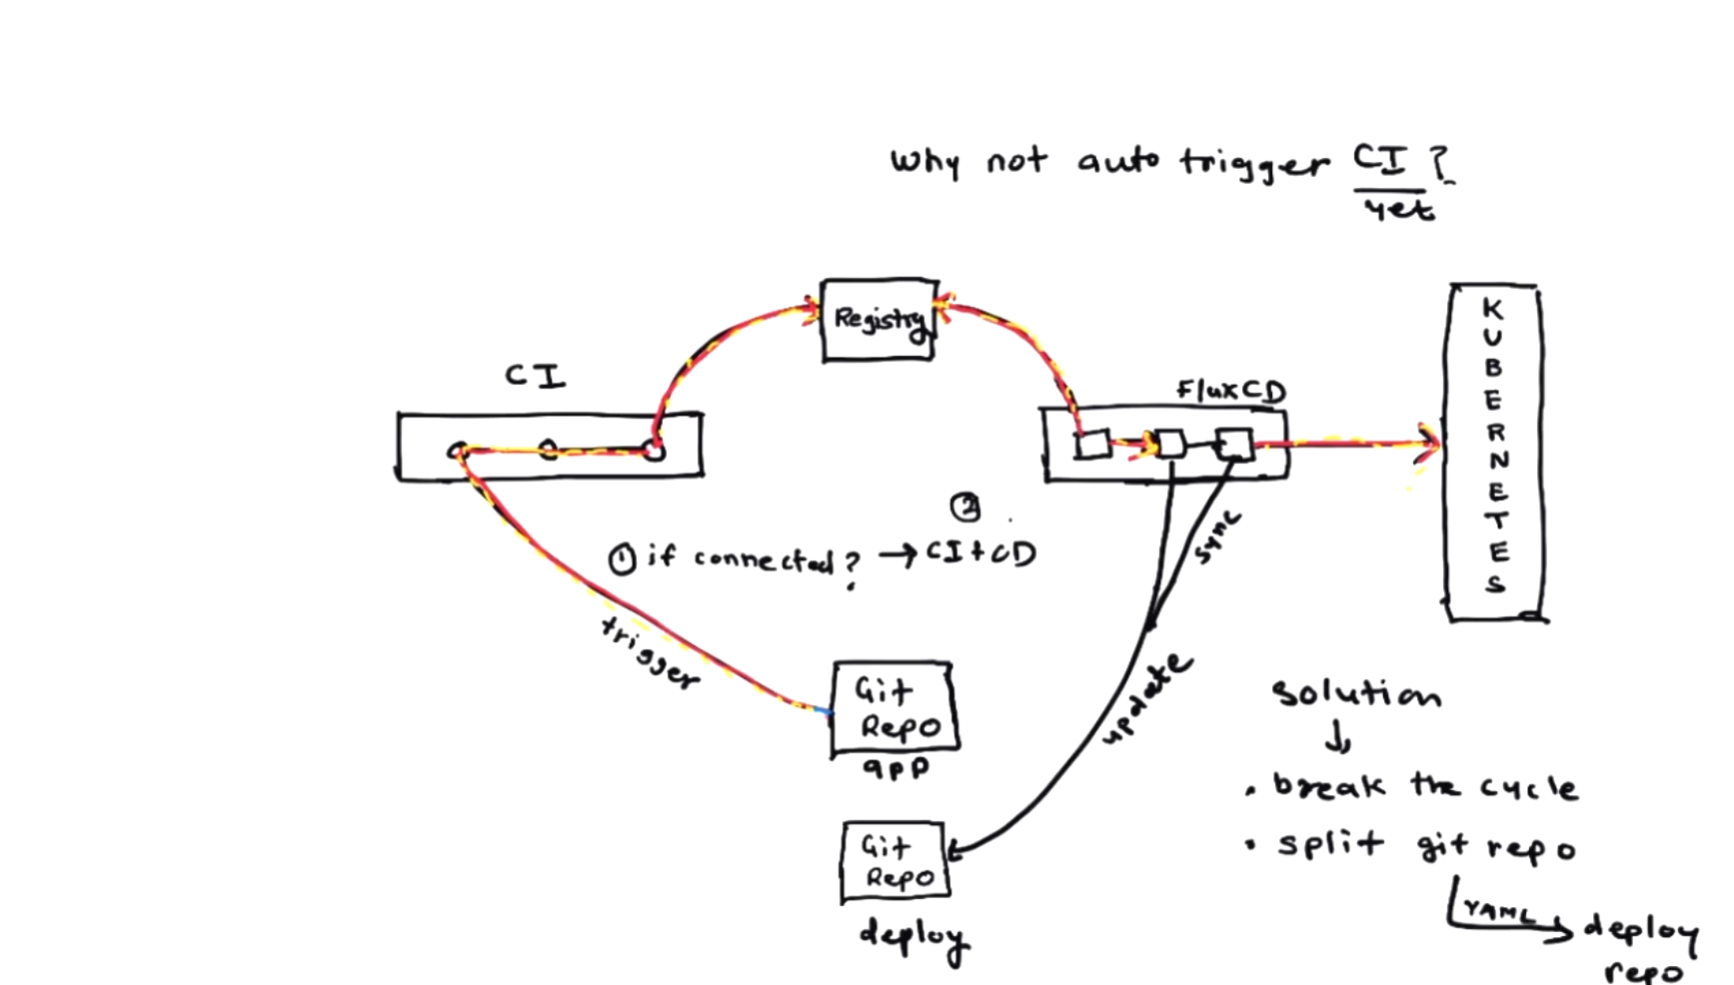 why not auto trigger CI?
yet
Registry
K
U
B
E
R
N
E
T
E
S
CI
FluxCD
②
① if connected? → CI + CD
sync
trigger
update
Git
Repo
app
solution
↓
• break the cycle
• split git repo
Git
Repo
deploy
YAML → deploy
repo